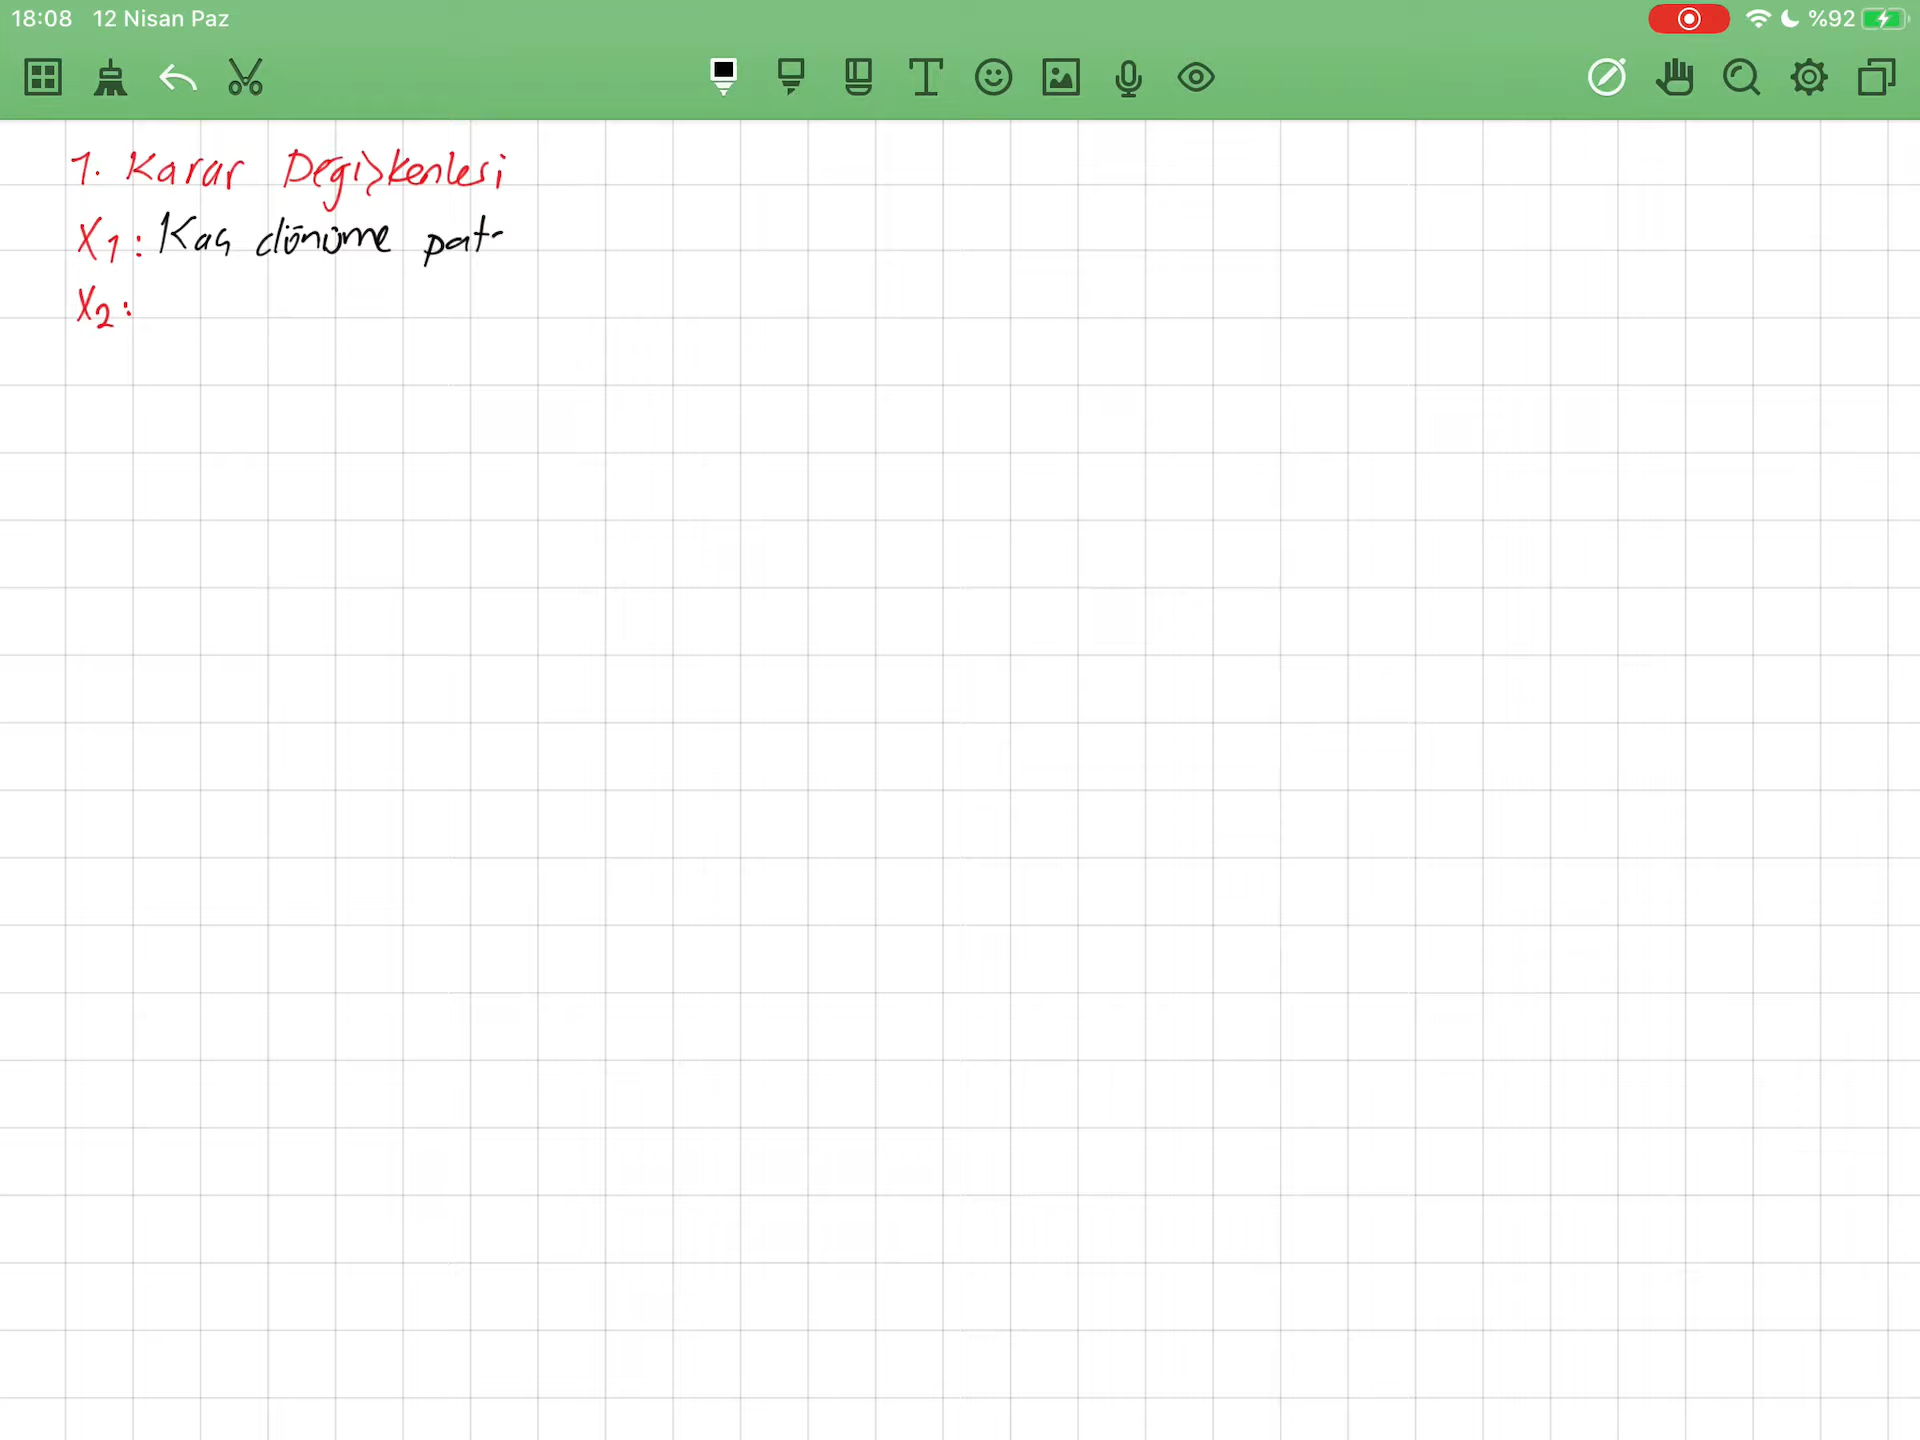 18:08 12 Nisan Paz %92
1. Karar Değişkenleri
X1: Kaç dönüme pat
X2: